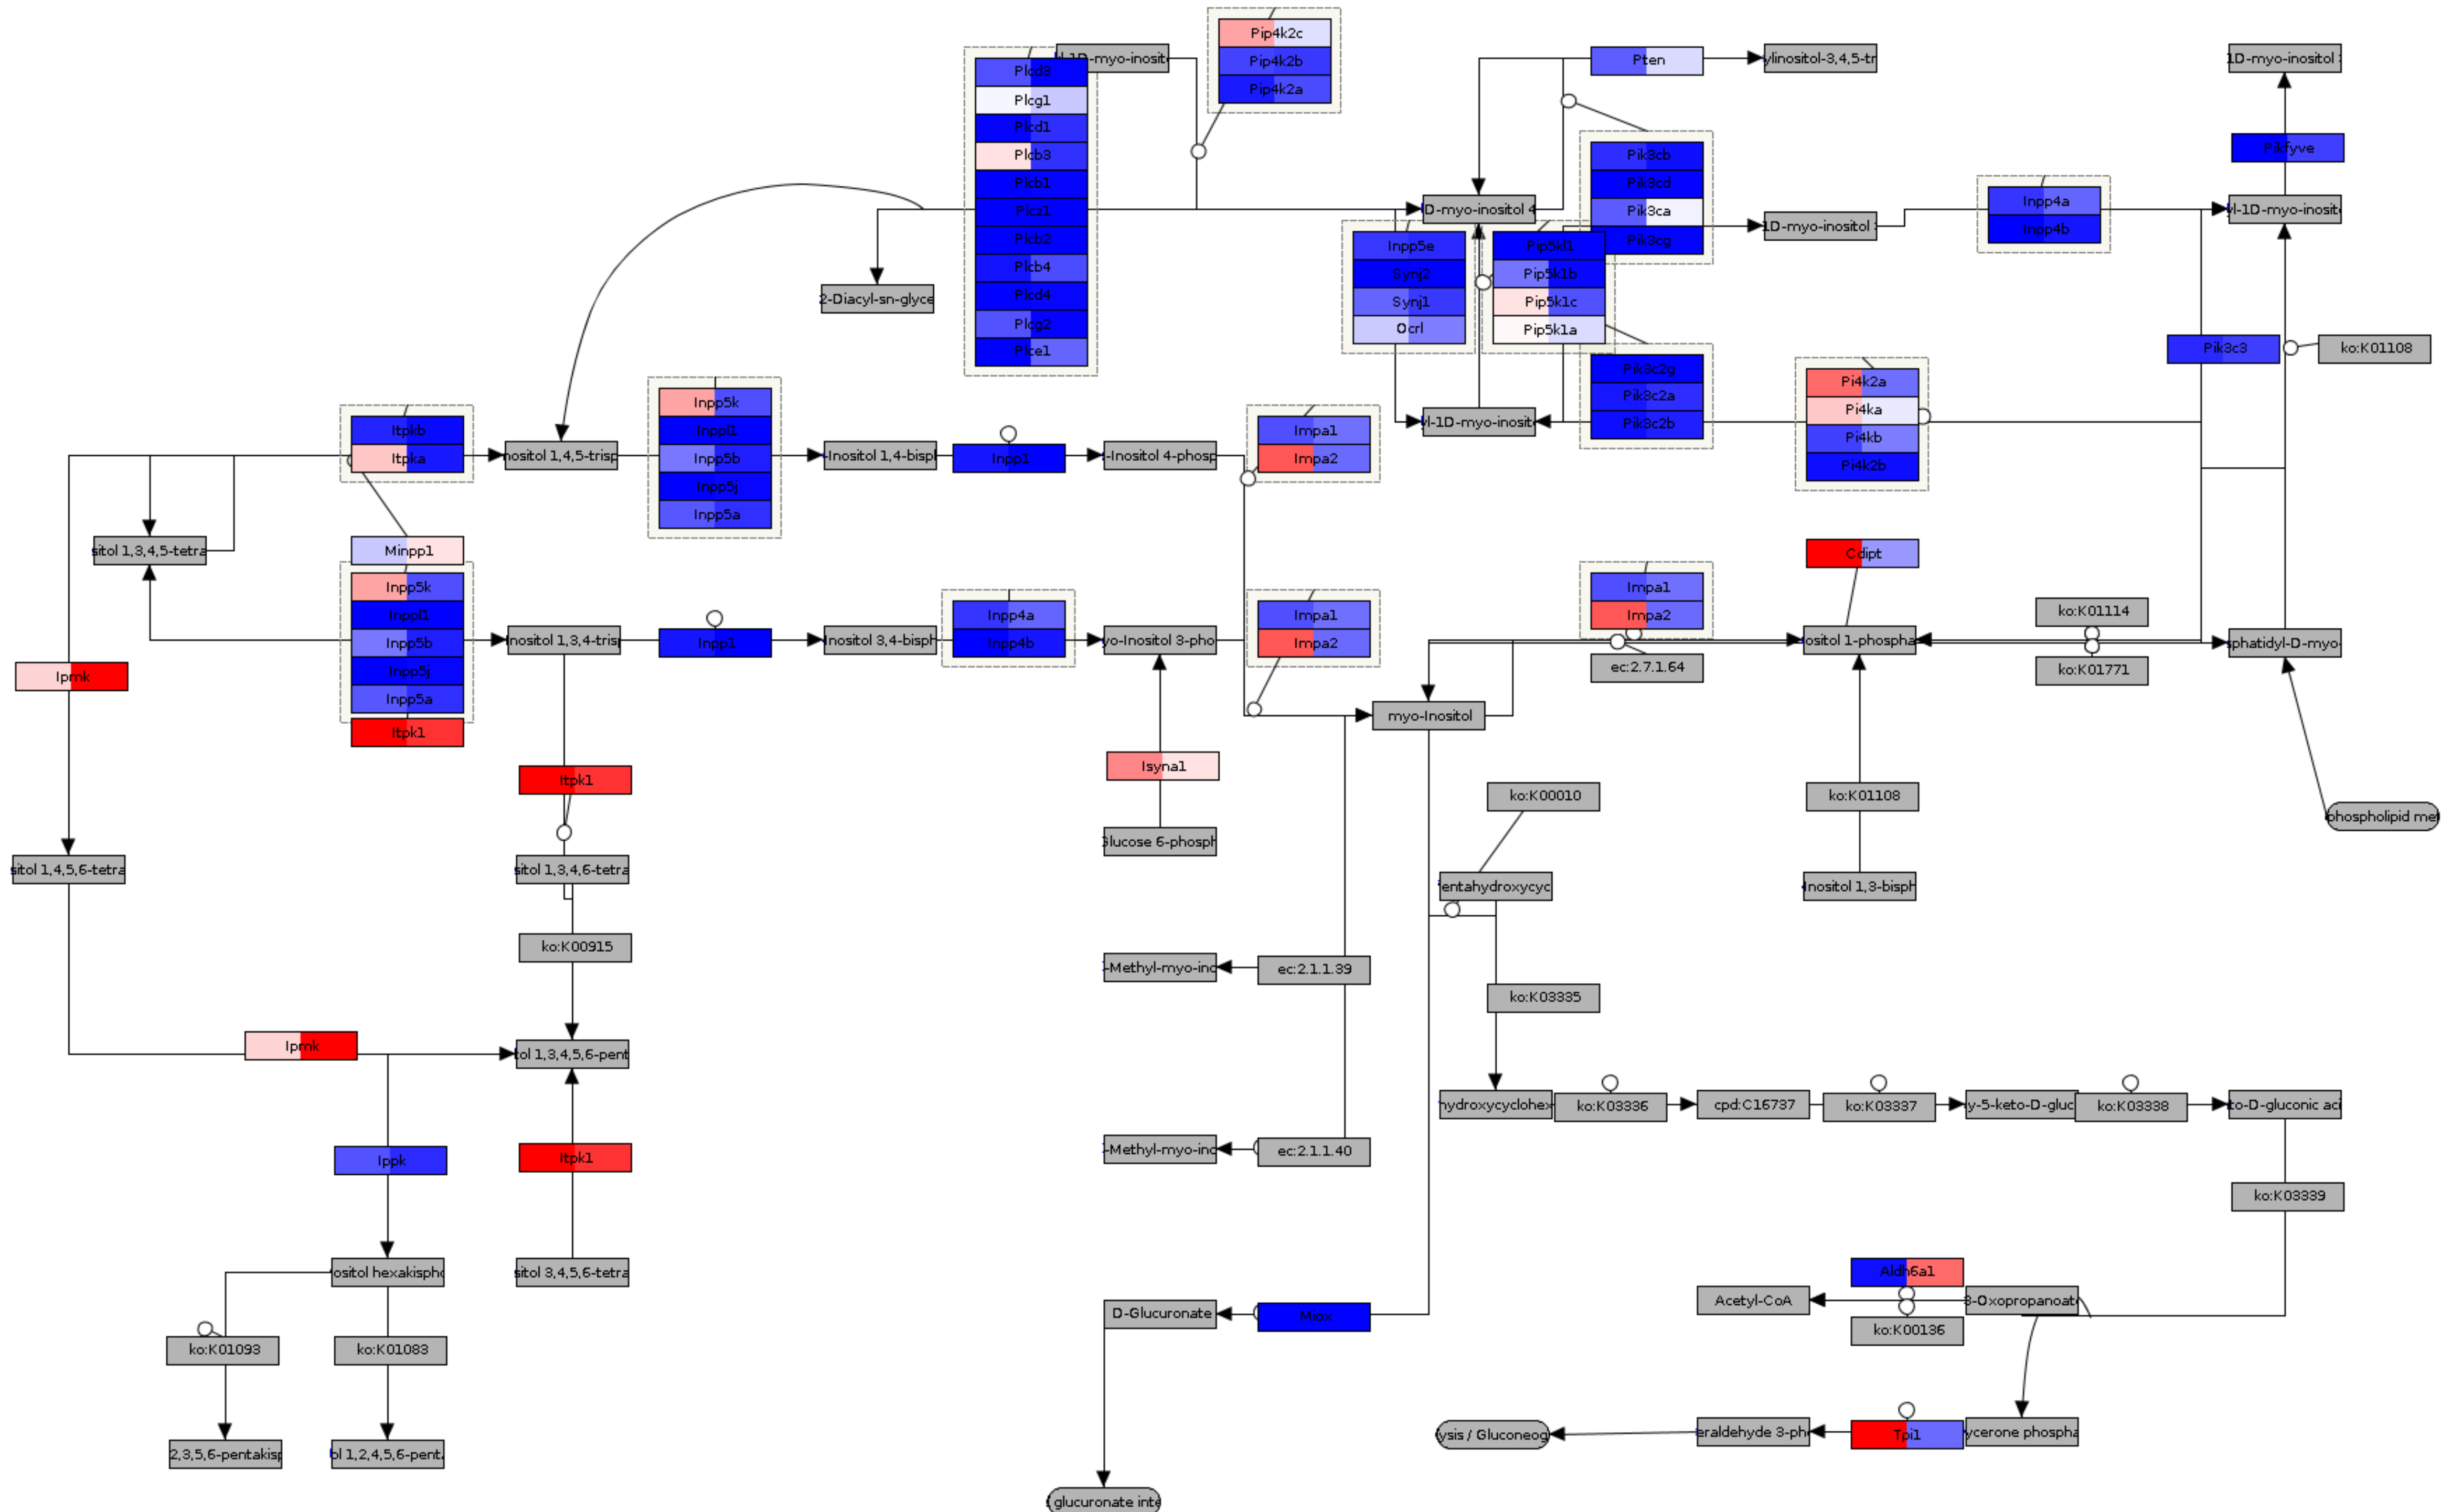 Pip4k2c
Pip4k2b
Pip4k2a
l-1D-myo-inosit
Plcd3
Plcg1
Plcd1
Plcb3
Plcb1
Plcz1
Plcb2
Plcb4
Plcd4
Plcg2
Plce1
Pten
ylinositol-3,4,5-tr
1D-myo-inositol
Pikfyve
Pik3cb
Pik3cd
Pik3ca
Pik3cg
D-myo-inositol 4
1D-myo-inositol
Inpp4a
Inpp4b
yl-1D-myo-inosit
Inpp5e
Synj2
Synj1
Ocrl
Pip5kl1
Pip5k1b
Pip5k1c
Pip5k1a
2-Diacyl-sn-glyce
Pik3c3
ko:K01108
Pik3c2g
Pik3c2a
Pik3c2b
Pi4k2a
Pi4ka
Pi4kb
Pi4k2b
yl-1D-myo-inosit
Itpkb
Itpka
nositol 1,4,5-trisp
Inpp5k
Inppl1
Inpp5b
Inpp5j
Inpp5a
-Inositol 1,4-bisp
Inpp1
-Inositol 4-phosp
Impa1
Impa2
sitol 1,3,4,5-tetra
Minpp1
Inpp5k
Inppl1
Inpp5b
Inpp5j
Inpp5a
Itpk1
Inositol 1,3,4-tris
Inpp1
Inositol 3,4-bisph
Inpp4a
Inpp4b
yo-Inositol 3-pho
Impa1
Impa2
Impa1
Impa2
ec:2.7.1.64
Cdipt
ositol 1-phospha
ko:K01114
ko:K01771
sphatidyl-D-myo-
Ipmk
myo-Inositol
Isyna1
Itpk1
ko:K00010
ko:K01108
phospholipid me
Glucose 6-phosph
sitol 1,4,5,6-tetra
sitol 1,3,4,6-tetra
entahydroxycyc
Inositol 1,3-bisph
ko:K00915
-Methyl-myo-inc
ec:2.1.1.39
ko:K03335
Ipmk
tol 1,3,4,5,6-pent
hydroxycyclohex
ko:K03336
cpd:C16737
ko:K03337
y-5-keto-D-gluc
ko:K03338
to-D-gluconic aci
Ippk
Itpk1
-Methyl-myo-inc
ec:2.1.1.40
ko:K03339
ositol hexakispho
sitol 3,4,5,6-tetra
Aldh6a1
Acetyl-CoA
3-Oxopropanoat
D-Glucuronate
Miox
ko:K00136
ko:K01093
ko:K01083
ysis / Gluconeog
eraldehyde 3-ph
Tpi1
ycerone phospha
2,3,5,6-pentakis
ol 1,2,4,5,6-pent
glucuronate inte